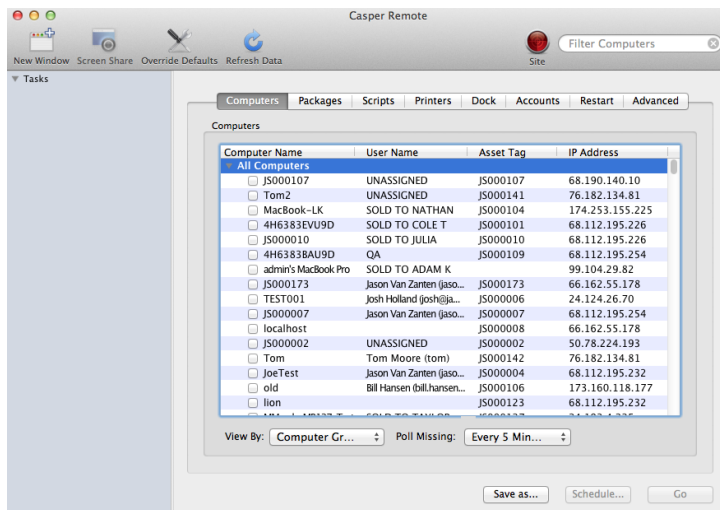 Casper Remote
New Window Screen Share Override Defaults Refresh Data Site Filter Computers
Tasks
Computers Packages Scripts Printers Dock Accounts Restart Advanced
Computers
Computer Name User Name Asset Tag IP Address
All Computers
JS000107 UNASSIGNED JS000107 68.190.140.10
Tom2 UNASSIGNED JS000141 76.182.134.81
MacBook-LK SOLD TO NATHAN JS000104 174.253.155.225
4H6383EVU9D SOLD TO COLE T JS000101 68.112.195.226
JS000010 SOLD TO JULIA JS000010 68.112.195.226
4H6383BAU9D QA JS000109 68.112.195.254
admin's MacBook Pro SOLD TO ADAM K 99.104.29.82
JS000173 Jason Van Zanten (jaso... JS000173 66.162.55.178
TEST001 Josh Holland (josh@ja... JS000006 24.124.26.70
JS000007 Jason Van Zanten (jaso... JS000007 68.112.195.254
localhost JS000008 66.162.55.178
JS000002 UNASSIGNED JS000002 50.78.224.193
Tom Tom Moore (tom) JS000142 76.182.134.81
JoeTest Jason Van Zanten (jaso... JS000004 68.112.195.232
old Bill Hansen (bill.hansen... JS000106 173.160.118.177
lion JS000123 68.112.195.232
View By: Computer Gr... Poll Missing: Every 5 Min...
Save as... Schedule... Go